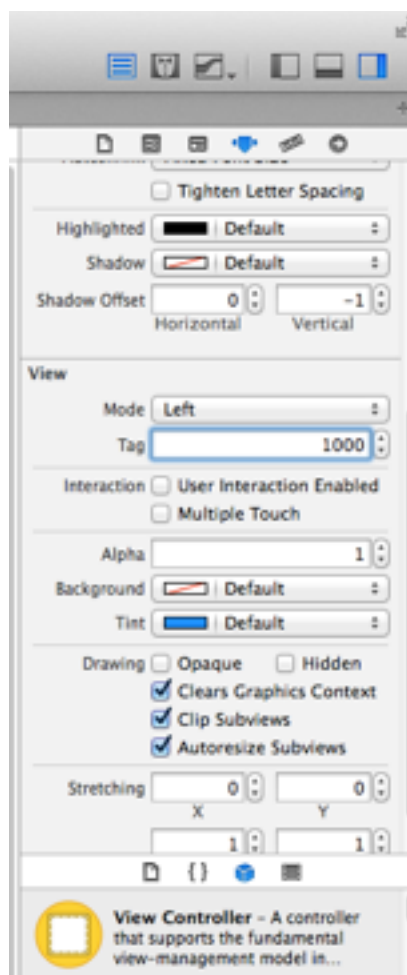 Tighten Letter Spacing
Highlighted Default
Shadow Default
Shadow Offset 0 -1
Horizontal Vertical
View
Mode Left
Tag 1000
Interaction User Interaction Enabled
Multiple Touch
Alpha 1
Background Default
Tint Default
Drawing Opaque Hidden
Clears Graphics Context
Clip Subviews
Autoresize Subviews
Stretching 0 0
X Y
1 1
{ }
View Controller – A controller
that supports the fundamental
view-management model in...